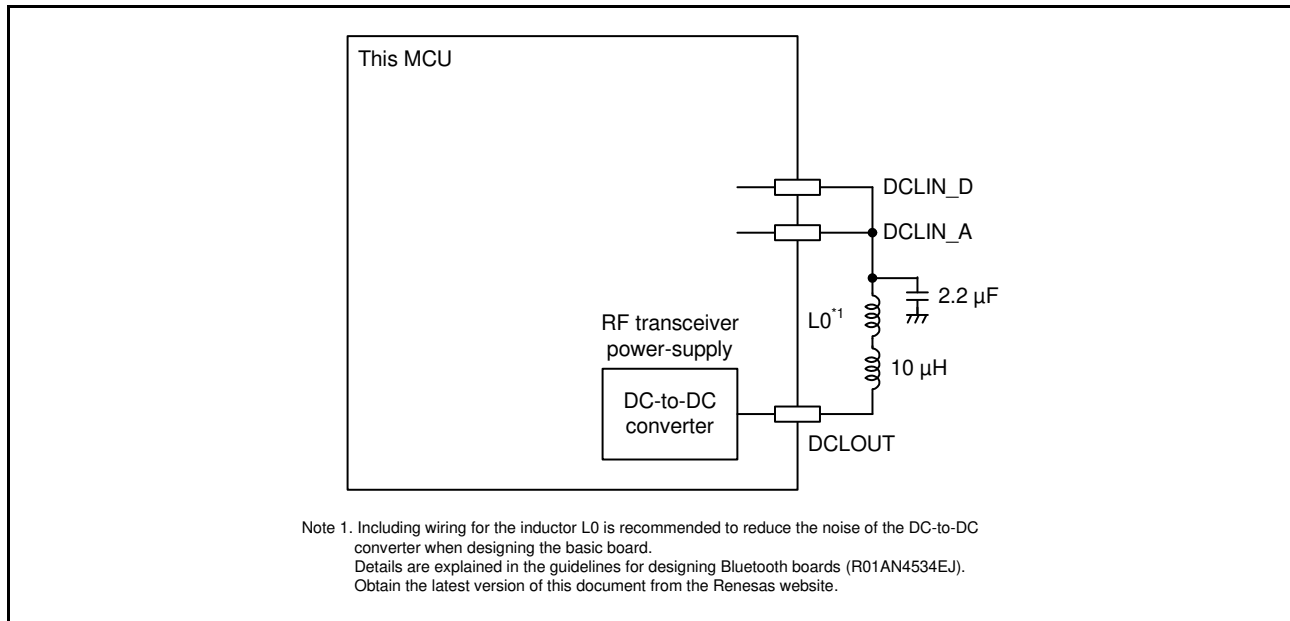 This MCU
DCLIN_D
DCLIN_A
2.2 µF
L0*1
RF transceiver
power-supply
10 µH
DC-to-DC
converter
DCLOUT
Note 1. Including wiring for the inductor L0 is recommended to reduce the noise of the DC-to-DC
converter when designing the basic board.
Details are explained in the guidelines for designing Bluetooth boards (R01AN4534EJ).
Obtain the latest version of this document from the Renesas website.